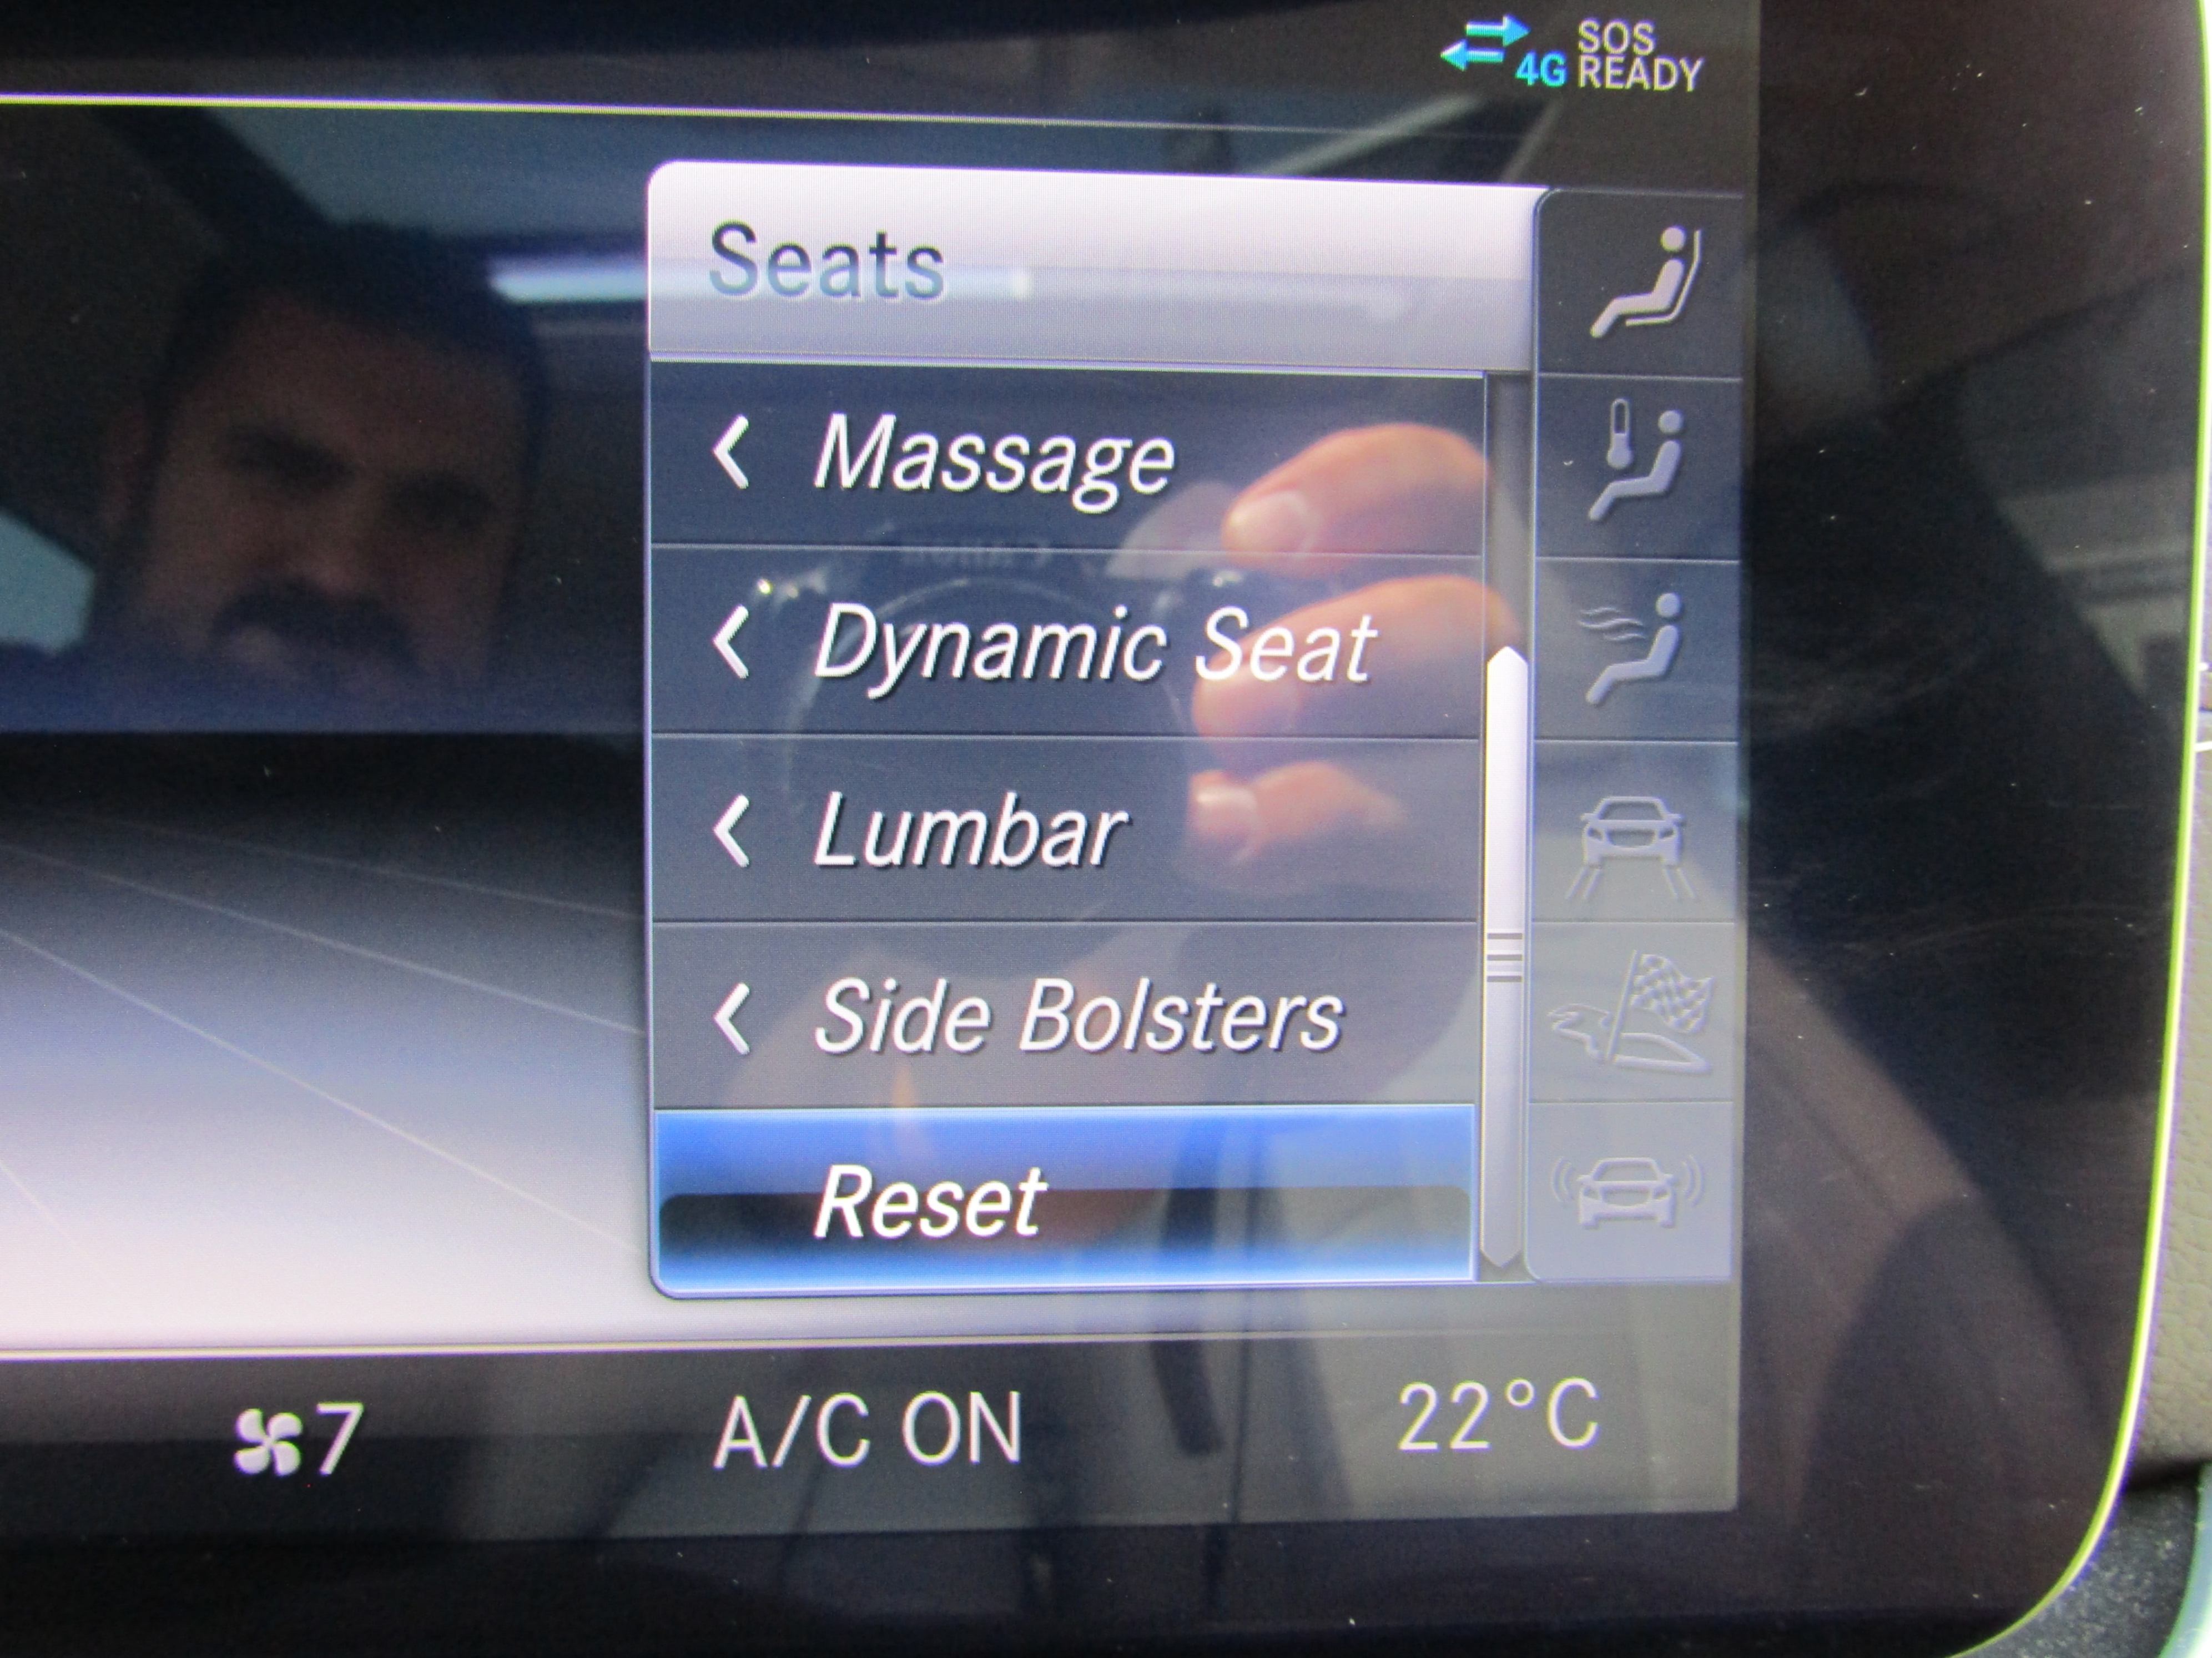 SOS
4G READY
Seats
Massage
Dynamic Seat
Lumbar
Side Bolsters
Reset
7 A/C ON 22°C